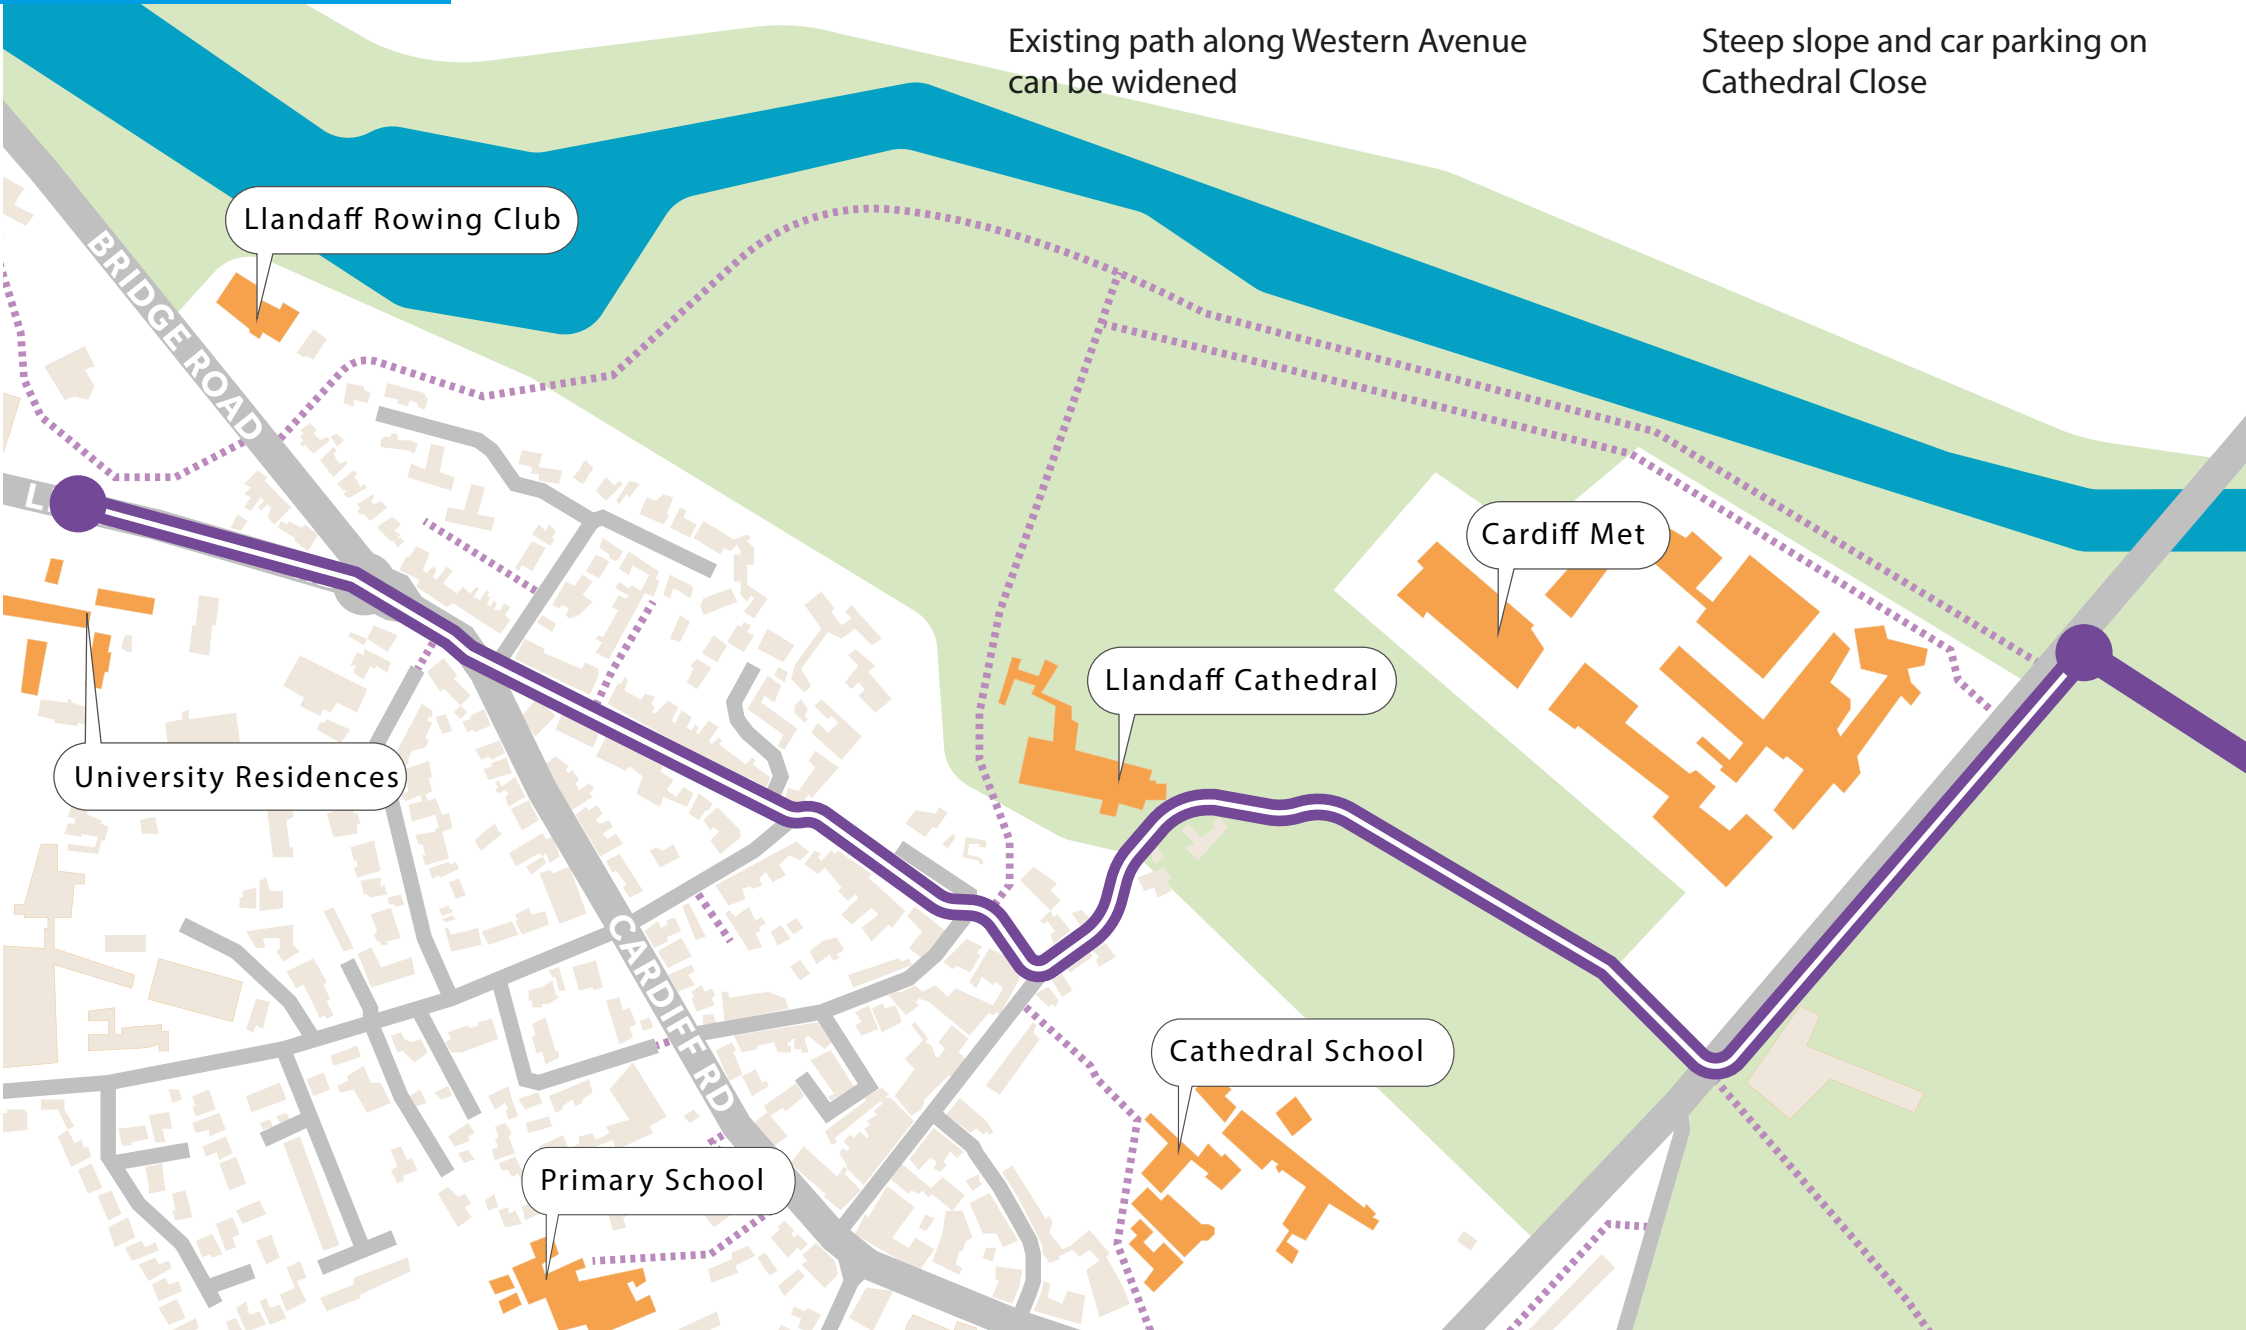 Existing path along Western Avenue
can be widened
Steep slope and car parking on
Cathedral Close
Llandaff Rowing Club
BRIDGE ROAD
L
Cardiff Met
Llandaff Cathedral
University Residences
CARDIFF RD
Cathedral School
Primary School